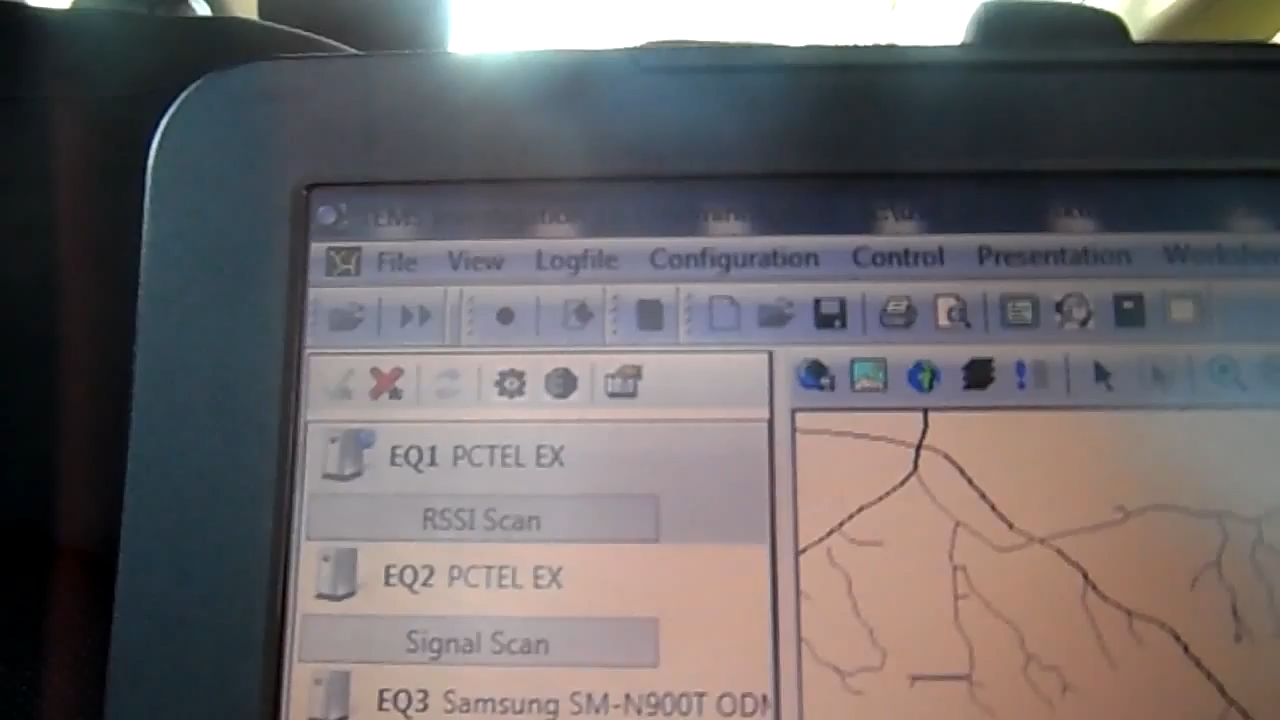 File View Logfile Configuration Control Presentation
EQ1 PCTEL EX
RSSI Scan
EQ2 PCTEL EX
Signal Scan
EQ3 Samsung SM-N900T